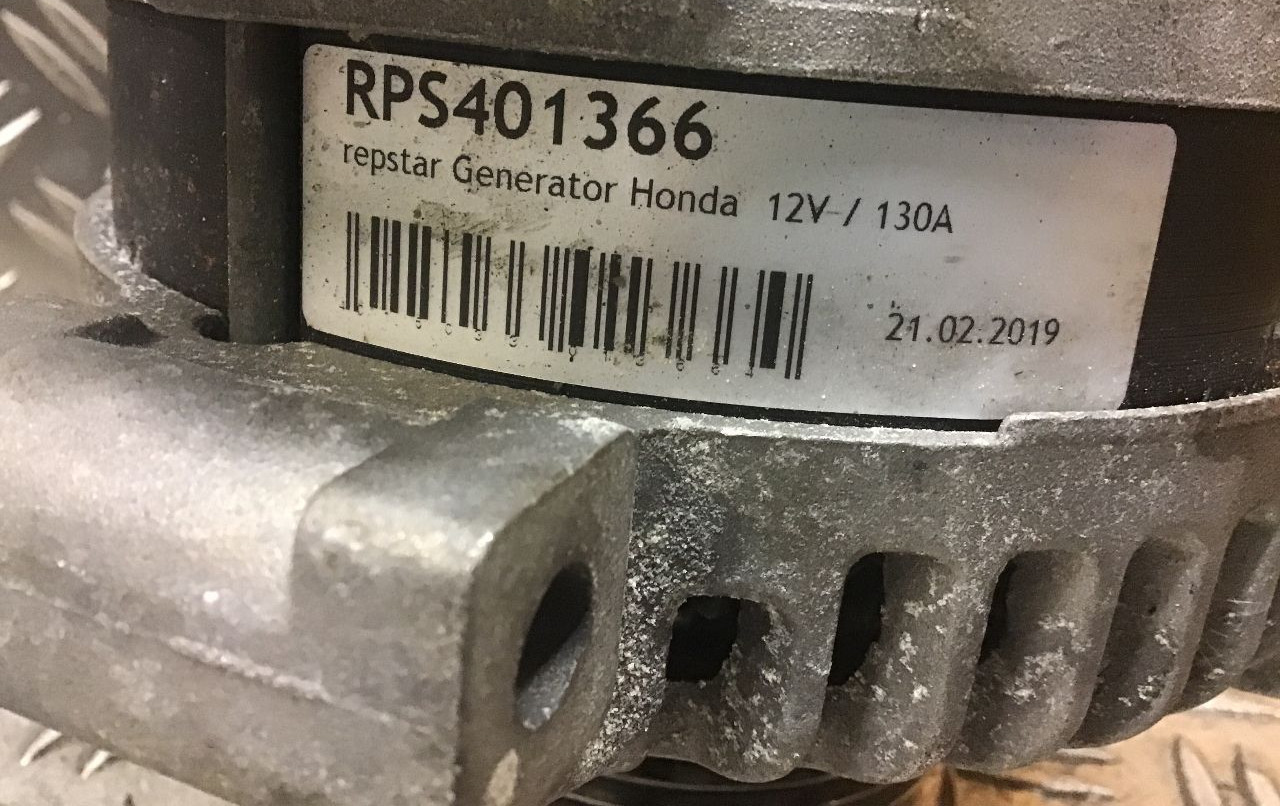 RPS401366
repstar Generator Honda 12V / 130A
21.02.2019